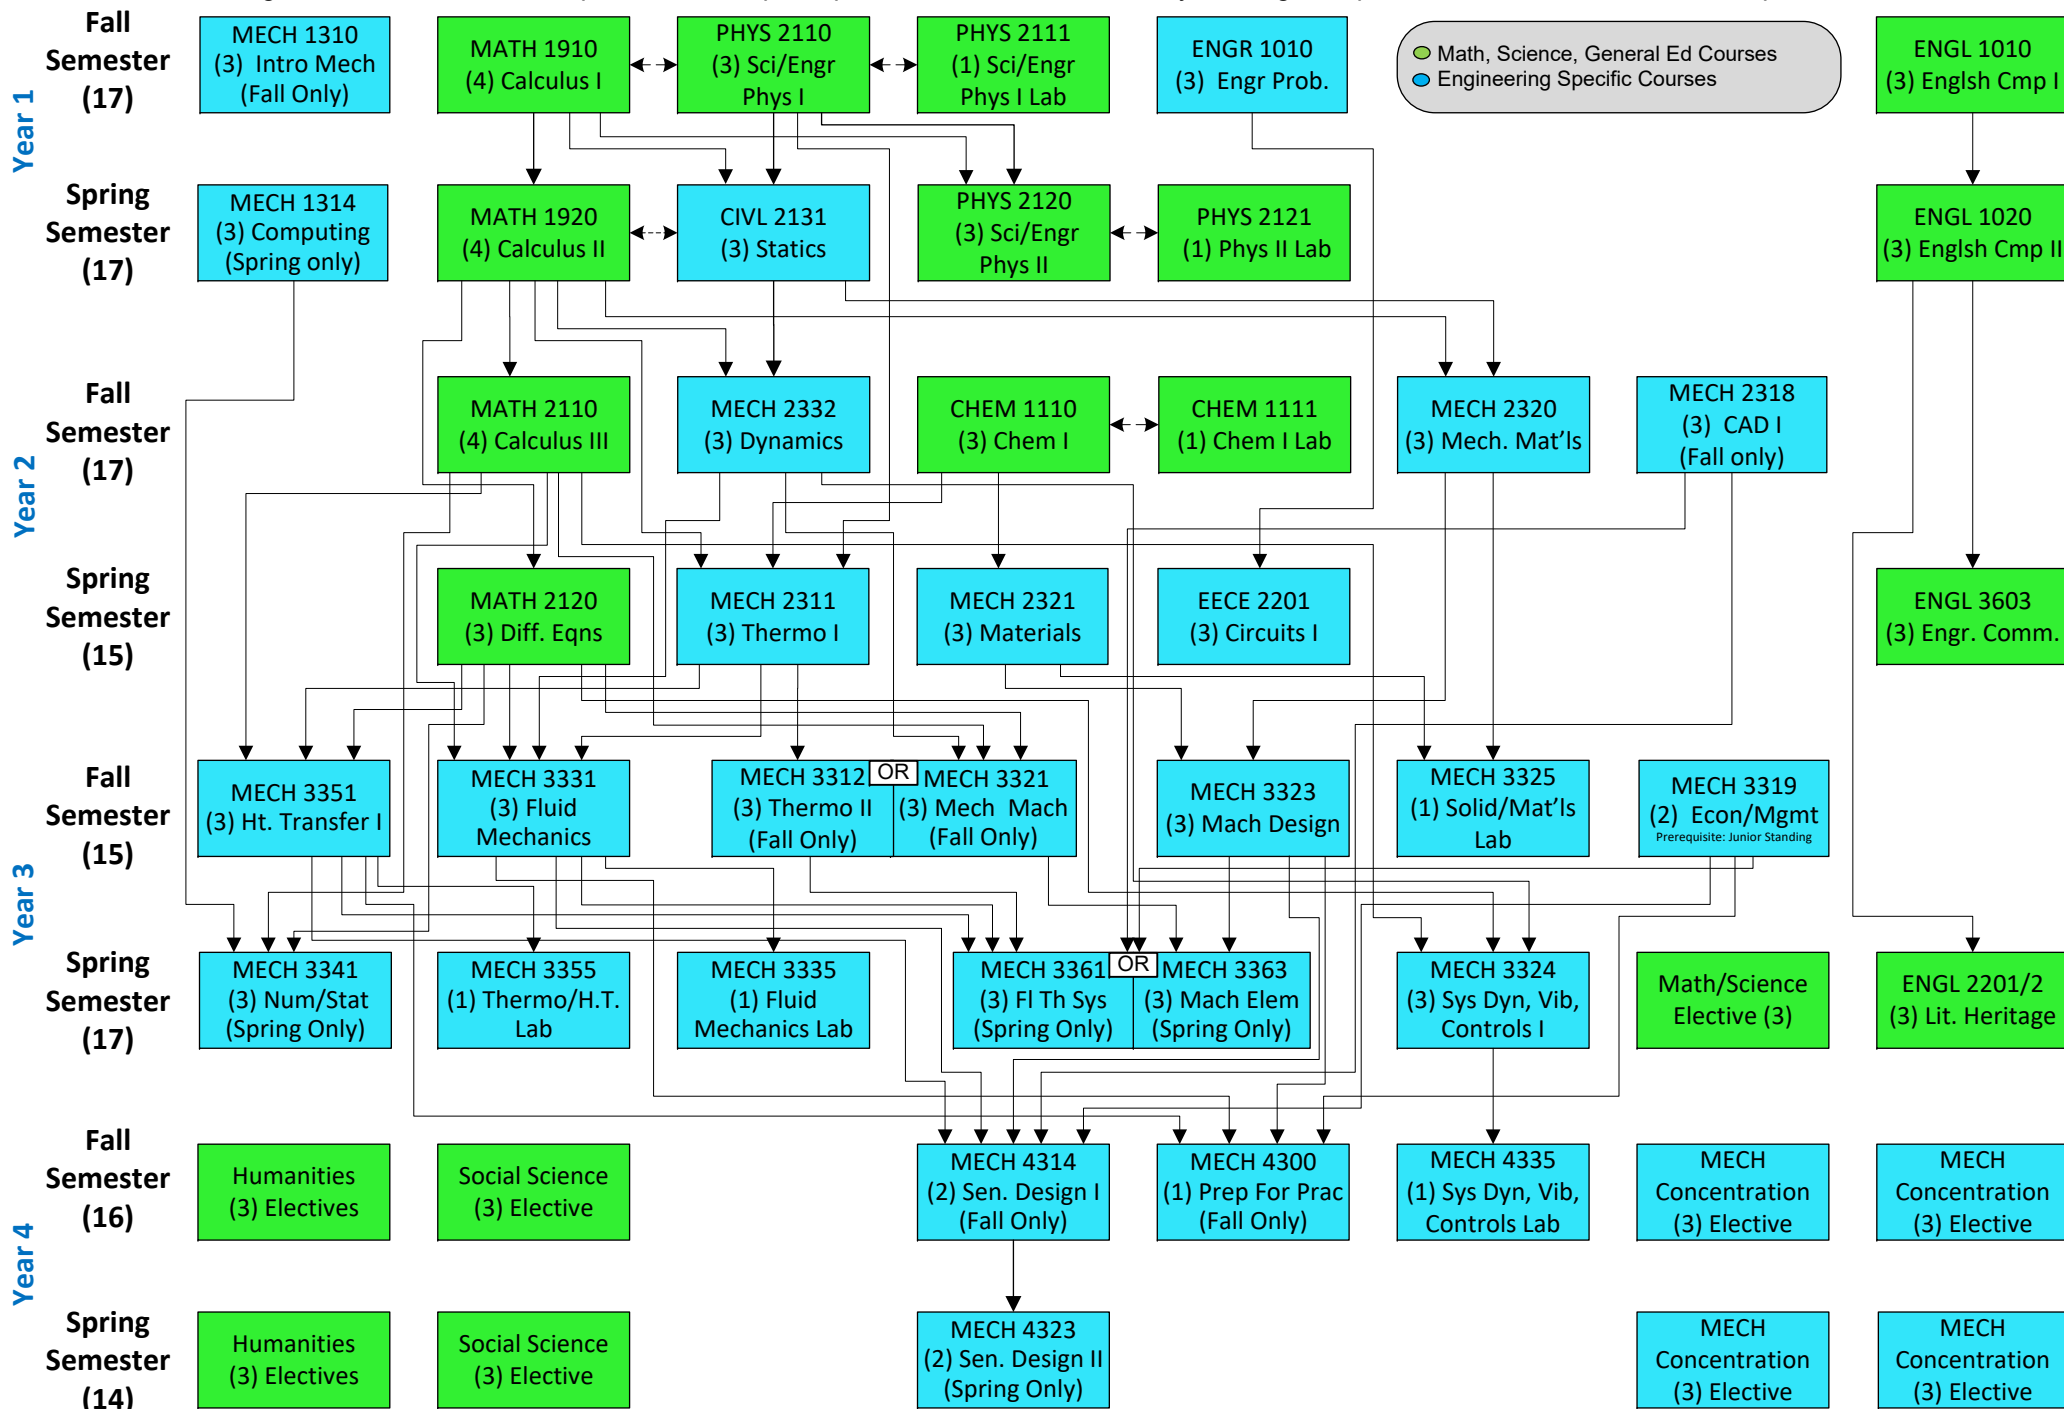 Year 1
Fall
Semester
(17)
MECH 1310
(3)  Intro Mech
(Fall Only)
MATH 1910
(4) Calculus I
PHYS 2110
(3) Sci/Engr
Phys I
PHYS 2111
(1) Sci/Engr
Phys I Lab
ENGR 1010
(3)  Engr Prob.
Math, Science, General Ed Courses
Engineering Specific Courses
ENGL 1010
(3) Englsh Cmp I
Spring
Semester
(17)
MECH 1314
(3) Computing
(Spring only)
MATH 1920
(4) Calculus II
CIVL 2131
(3) Statics
PHYS 2120
(3) Sci/Engr
Phys II
PHYS 2121
(1) Phys II Lab
ENGL 1020
(3) Englsh Cmp II
Year 2
Fall
Semester
(17)
MATH 2110
(4) Calculus III
MECH 2332
(3) Dynamics
CHEM 1110
(3) Chem I
CHEM 1111
(1) Chem I Lab
MECH 2320
(3) Mech. Mat'ls
MECH 2318
(3)  CAD I
(Fall only)
Spring
Semester
(15)
MATH 2120
(3) Diff. Eqns
MECH 2311
(3) Thermo I
MECH 2321
(3) Materials
EECE 2201
(3) Circuits I
ENGL 3603
(3) Engr. Comm.
Year 3
Fall
Semester
(15)
MECH 3351
(3) Ht. Transfer I
MECH 3331
(3) Fluid
Mechanics
MECH 3312
(3) Thermo II
(Fall Only)
OR
MECH 3321
(3) Mech  Mach
(Fall Only)
MECH 3323
(3) Mach Design
MECH 3325
(1) Solid/Mat'ls
Lab
MECH 3319
(2)  Econ/Mgmt
Prerequisite: Junior Standing
Spring
Semester
(17)
MECH 3341
(3) Num/Stat
(Spring Only)
MECH 3355
(1) Thermo/H.T.
Lab
MECH 3335
(1) Fluid
Mechanics Lab
MECH 3361
(3) Fl Th Sys
(Spring Only)
OR
MECH 3363
(3) Mach Elem
(Spring Only)
MECH 3324
(3) Sys Dyn, Vib,
Controls I
Math/Science
Elective (3)
ENGL 2201/2
(3) Lit. Heritage
Year 4
Fall
Semester
(16)
Humanities
(3) Electives
Social Science
(3) Elective
MECH 4314
(2) Sen. Design I
(Fall Only)
MECH 4300
(1) Prep For Prac
(Fall Only)
MECH 4335
(1) Sys Dyn, Vib,
Controls Lab
MECH
Concentration
(3) Elective
MECH
Concentration
(3) Elective
Spring
Semester
(14)
Humanities
(3) Electives
Social Science
(3) Elective
MECH 4323
(2) Sen. Design II
(Spring Only)
MECH
Concentration
(3) Elective
MECH
Concentration
(3) Elective